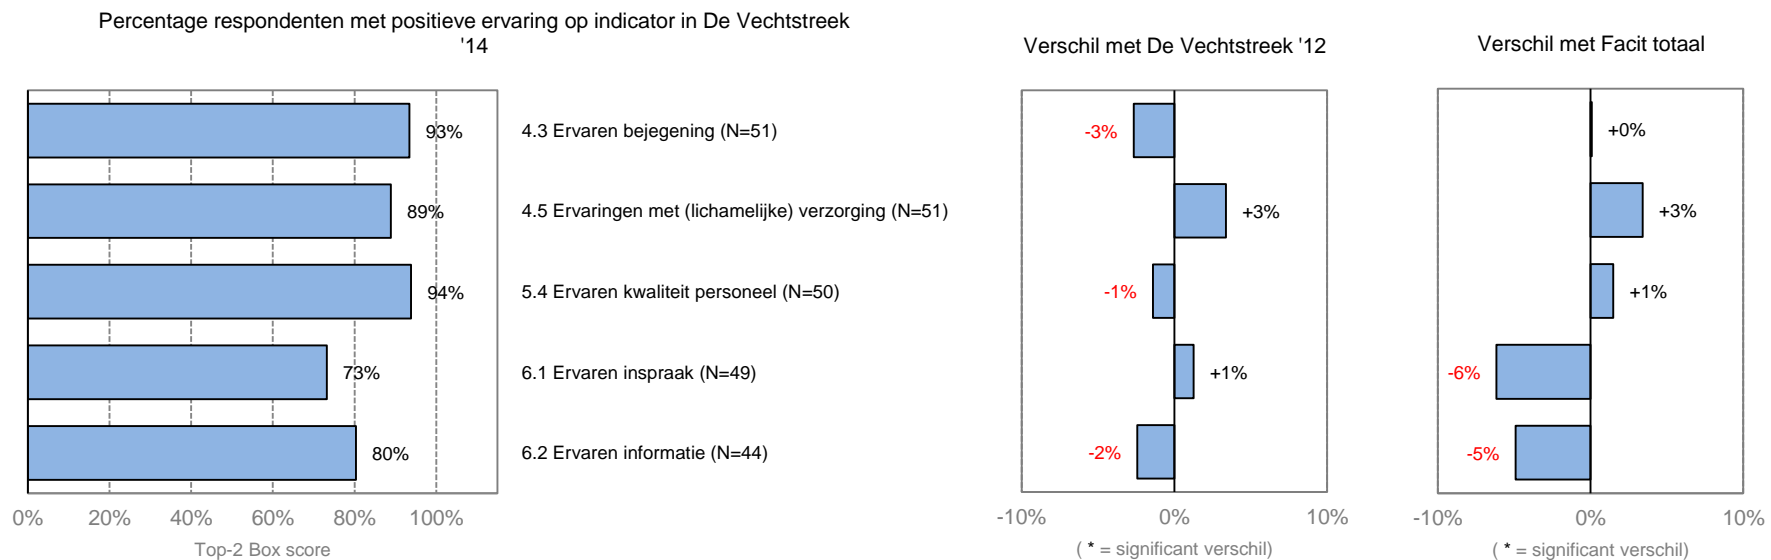 Percentage respondenten met positieve ervaring op indicator in De Vechtstreek
'14
Verschil met De Vechtstreek '12
Verschil met Facit totaal
93%
4.3 Ervaren bejegening (N=51)
-3%
+0%
89%
4.5 Ervaringen met (lichamelijke) verzorging (N=51)
+3%
+3%
94%
5.4 Ervaren kwaliteit personeel (N=50)
-1%
+1%
73%
6.1 Ervaren inspraak (N=49)
+1%
-6%
80%
6.2 Ervaren informatie (N=44)
-2%
-5%
0% 20% 40% 60% 80% 100%
-10% 0% 10%
-10% 0% 10%
Top-2 Box score
( * = significant verschil)
( * = significant verschil)